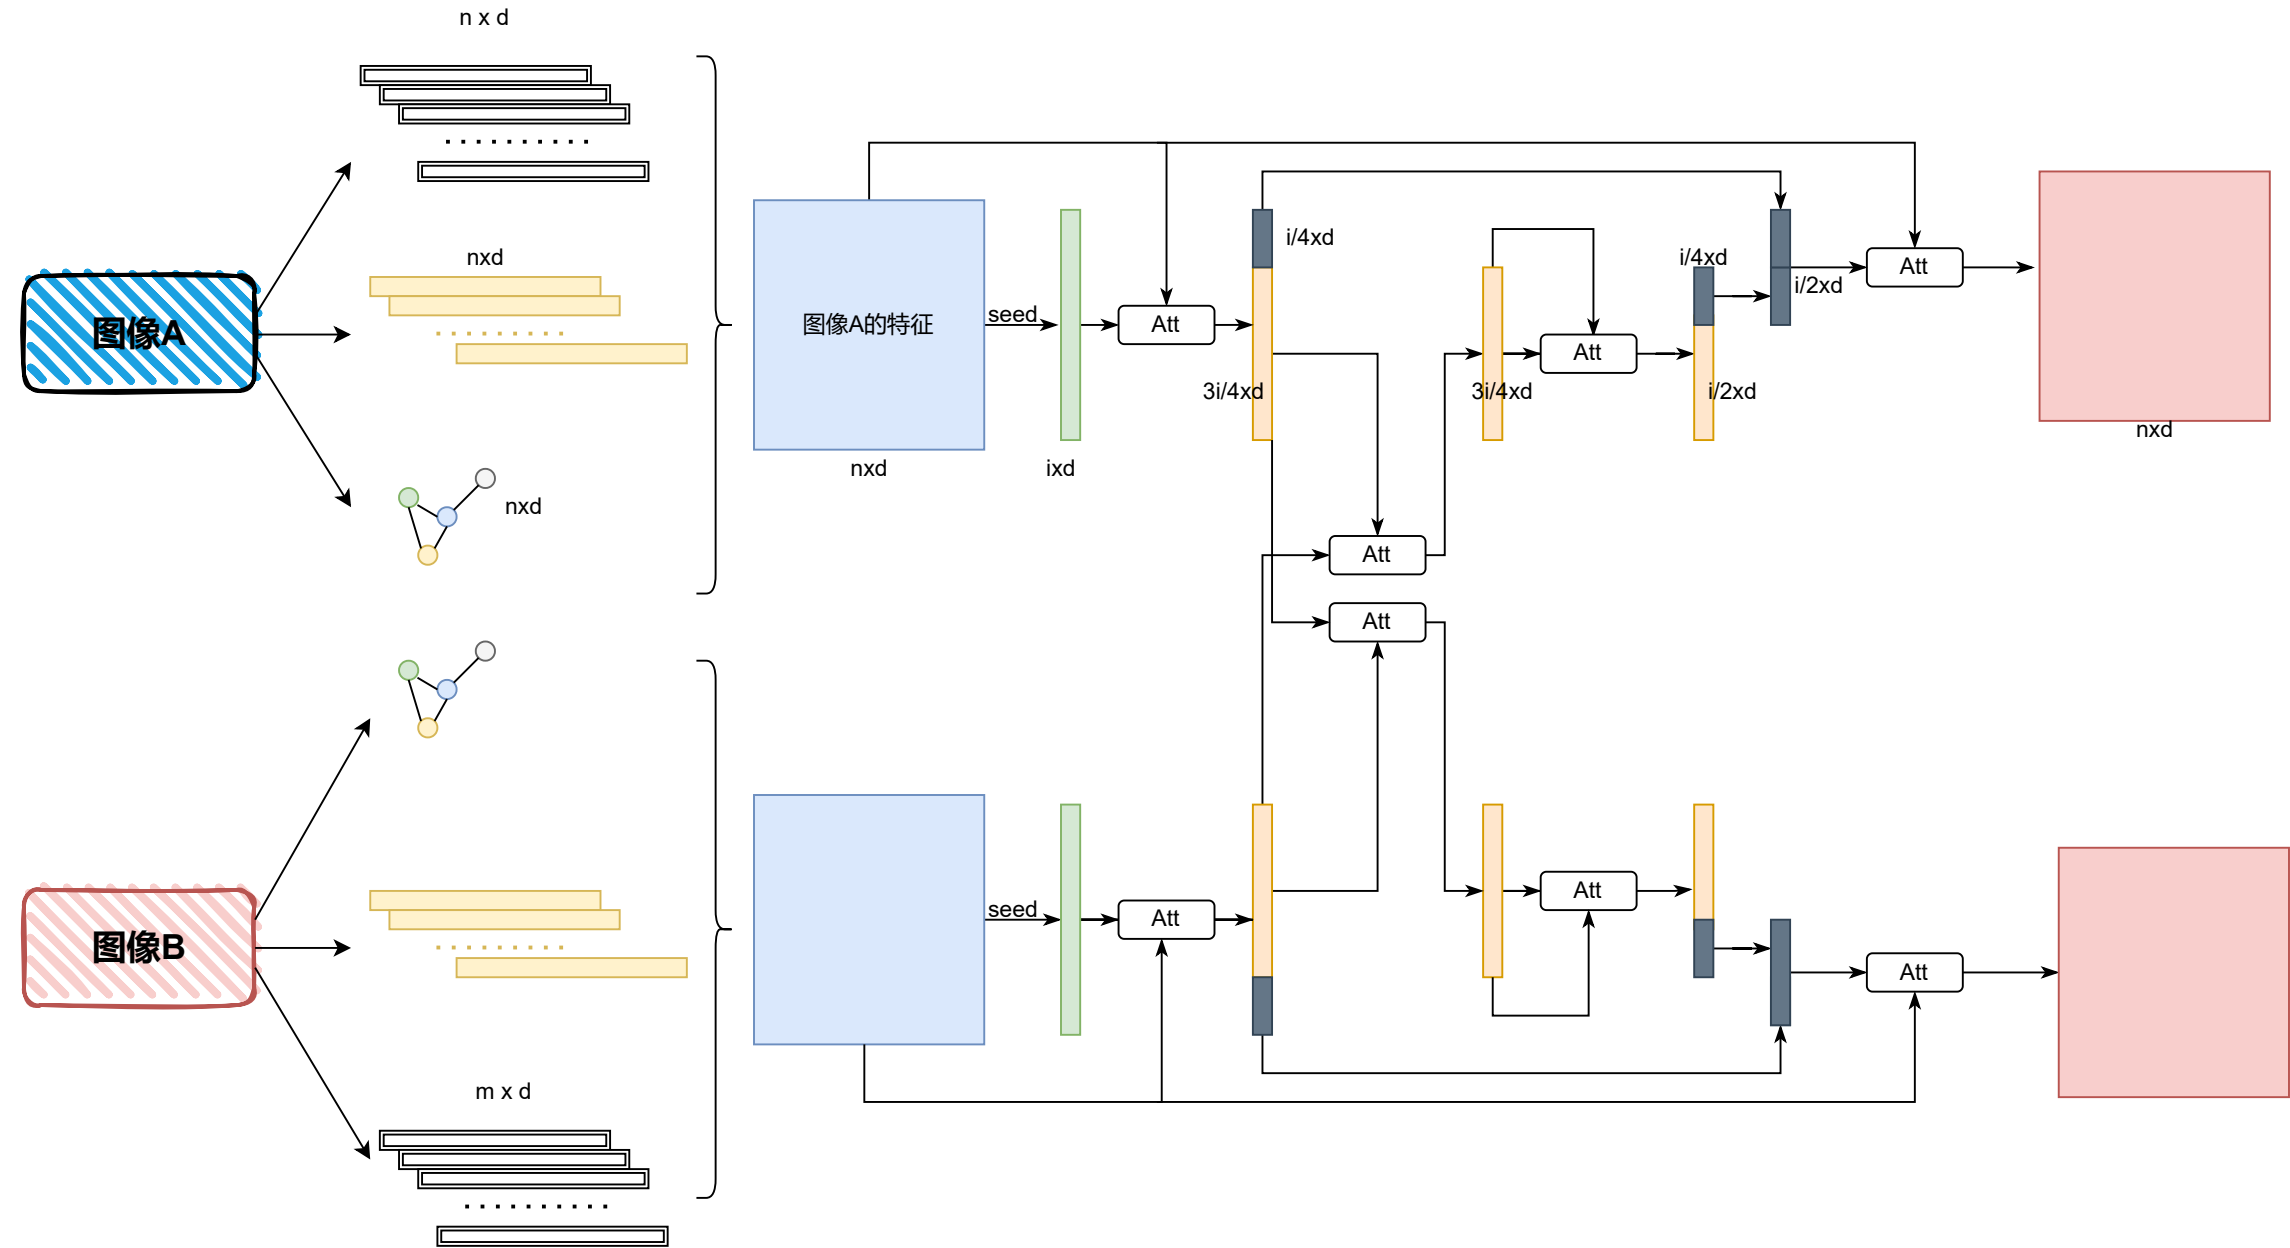 n x d
nxd
图像A
nxd
图像A的特征
nxd
seed
ixd
Att
i/4xd
3i/4xd
3i/4xd
Att
i/4xd
i/2xd
i/2xd
Att
nxd
Att
Att
图像B
m x d
seed
Att
Att
Att